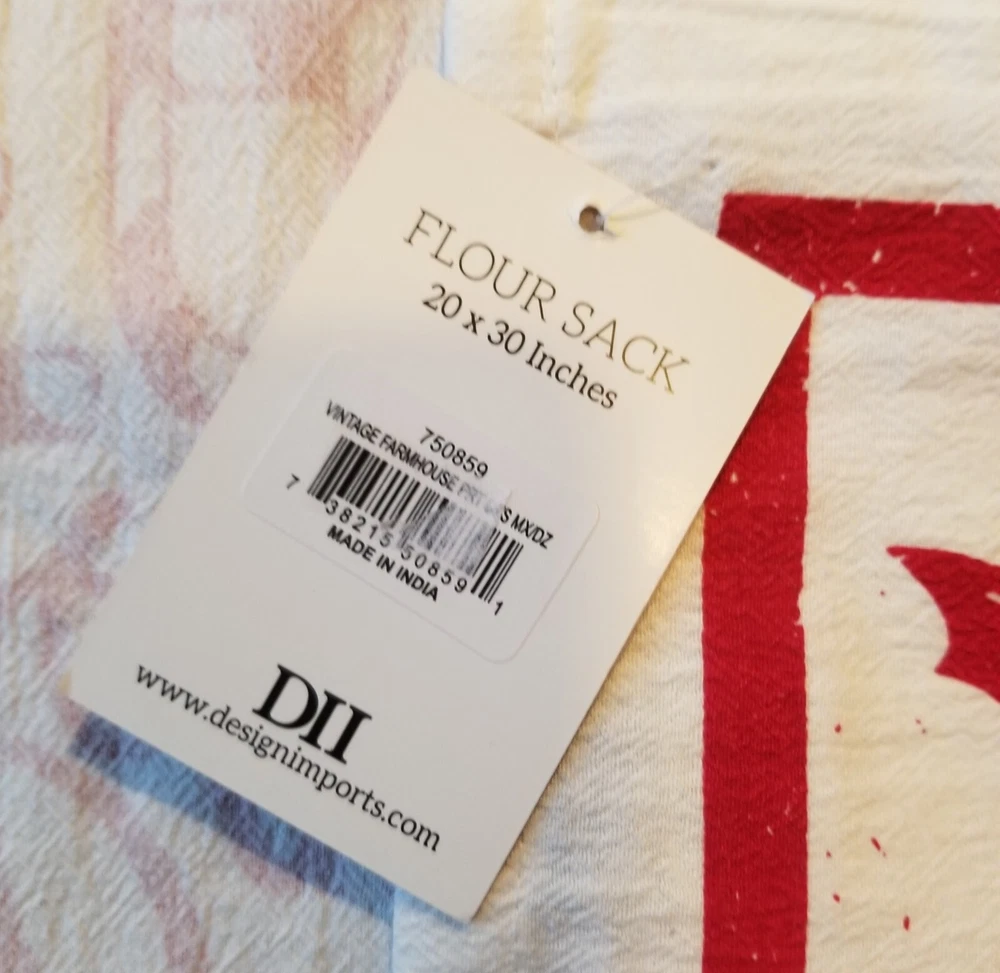 FLOUR SACK
20 x 30 Inches
750859
VINTAGE FARMHOUSE MX/DZ
7 38215 50859 1
MADE IN INDIA
DII
www.designimports.com